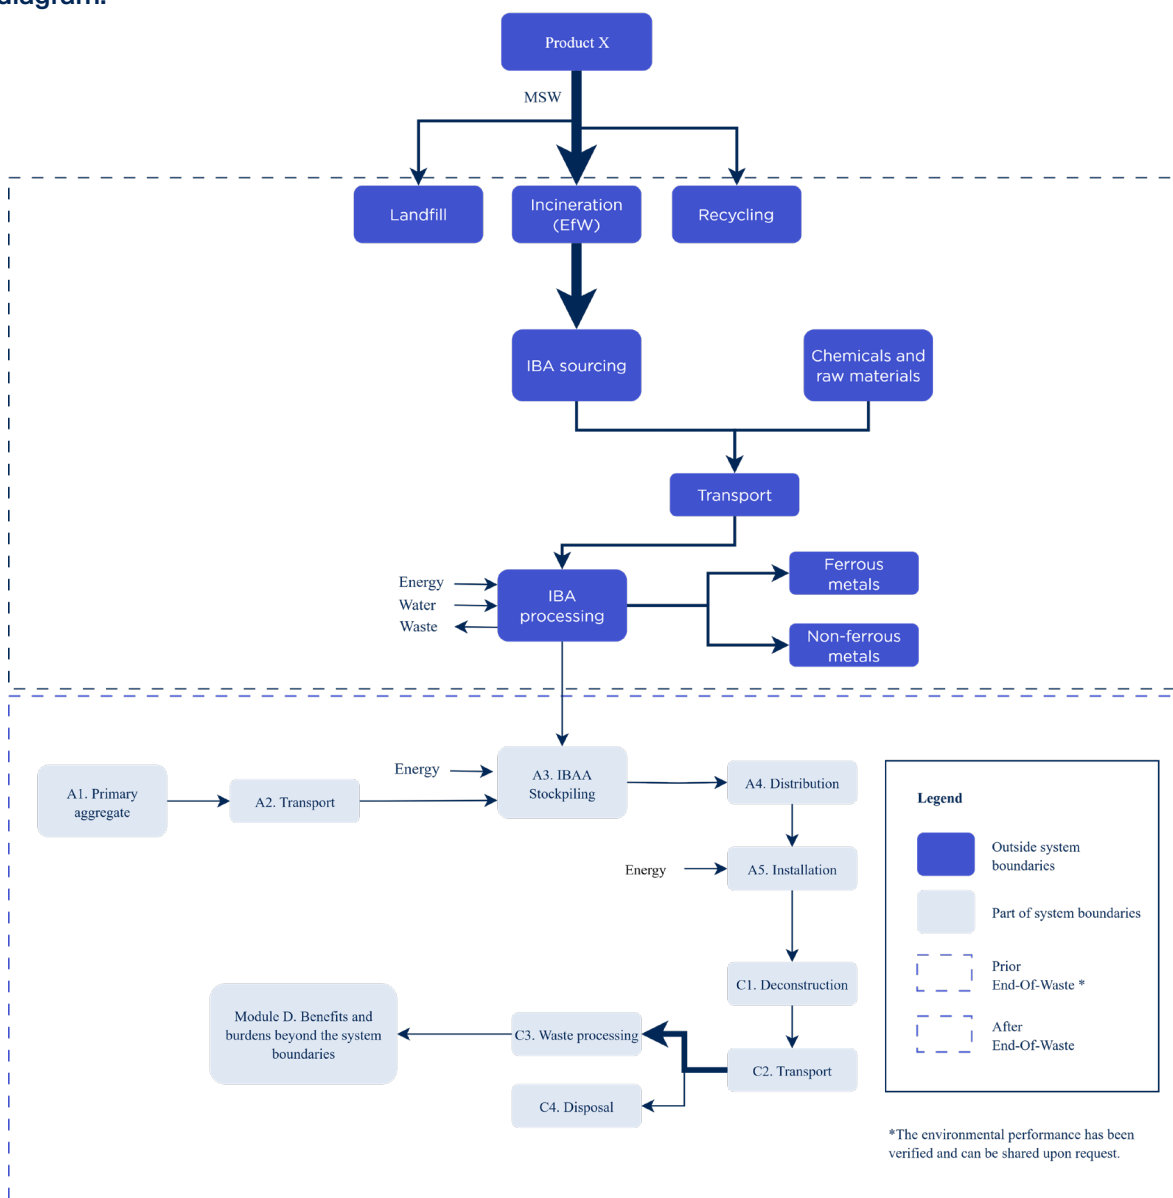 diagram.
Product X
MSW
Landfill
Incineration
(EfW)
Recycling
IBA sourcing
Chemicals and
raw materials
Transport
Energy
Water
Waste
IBA
processing
Ferrous
metals
Non-ferrous
metals
A1. Primary
aggregate
A2. Transport
Energy
A3. IBAA
Stockpiling
A4. Distribution
Energy
A5. Installation
C1. Deconstruction
C2. Transport
C3. Waste processing
C4. Disposal
Module D. Benefits and
burdens beyond the system
boundaries
Legend
Outside system
boundaries
Part of system boundaries
Prior
End-Of-Waste *
After
End-Of-Waste
*The environmental performance has been
verified and can be shared upon request.